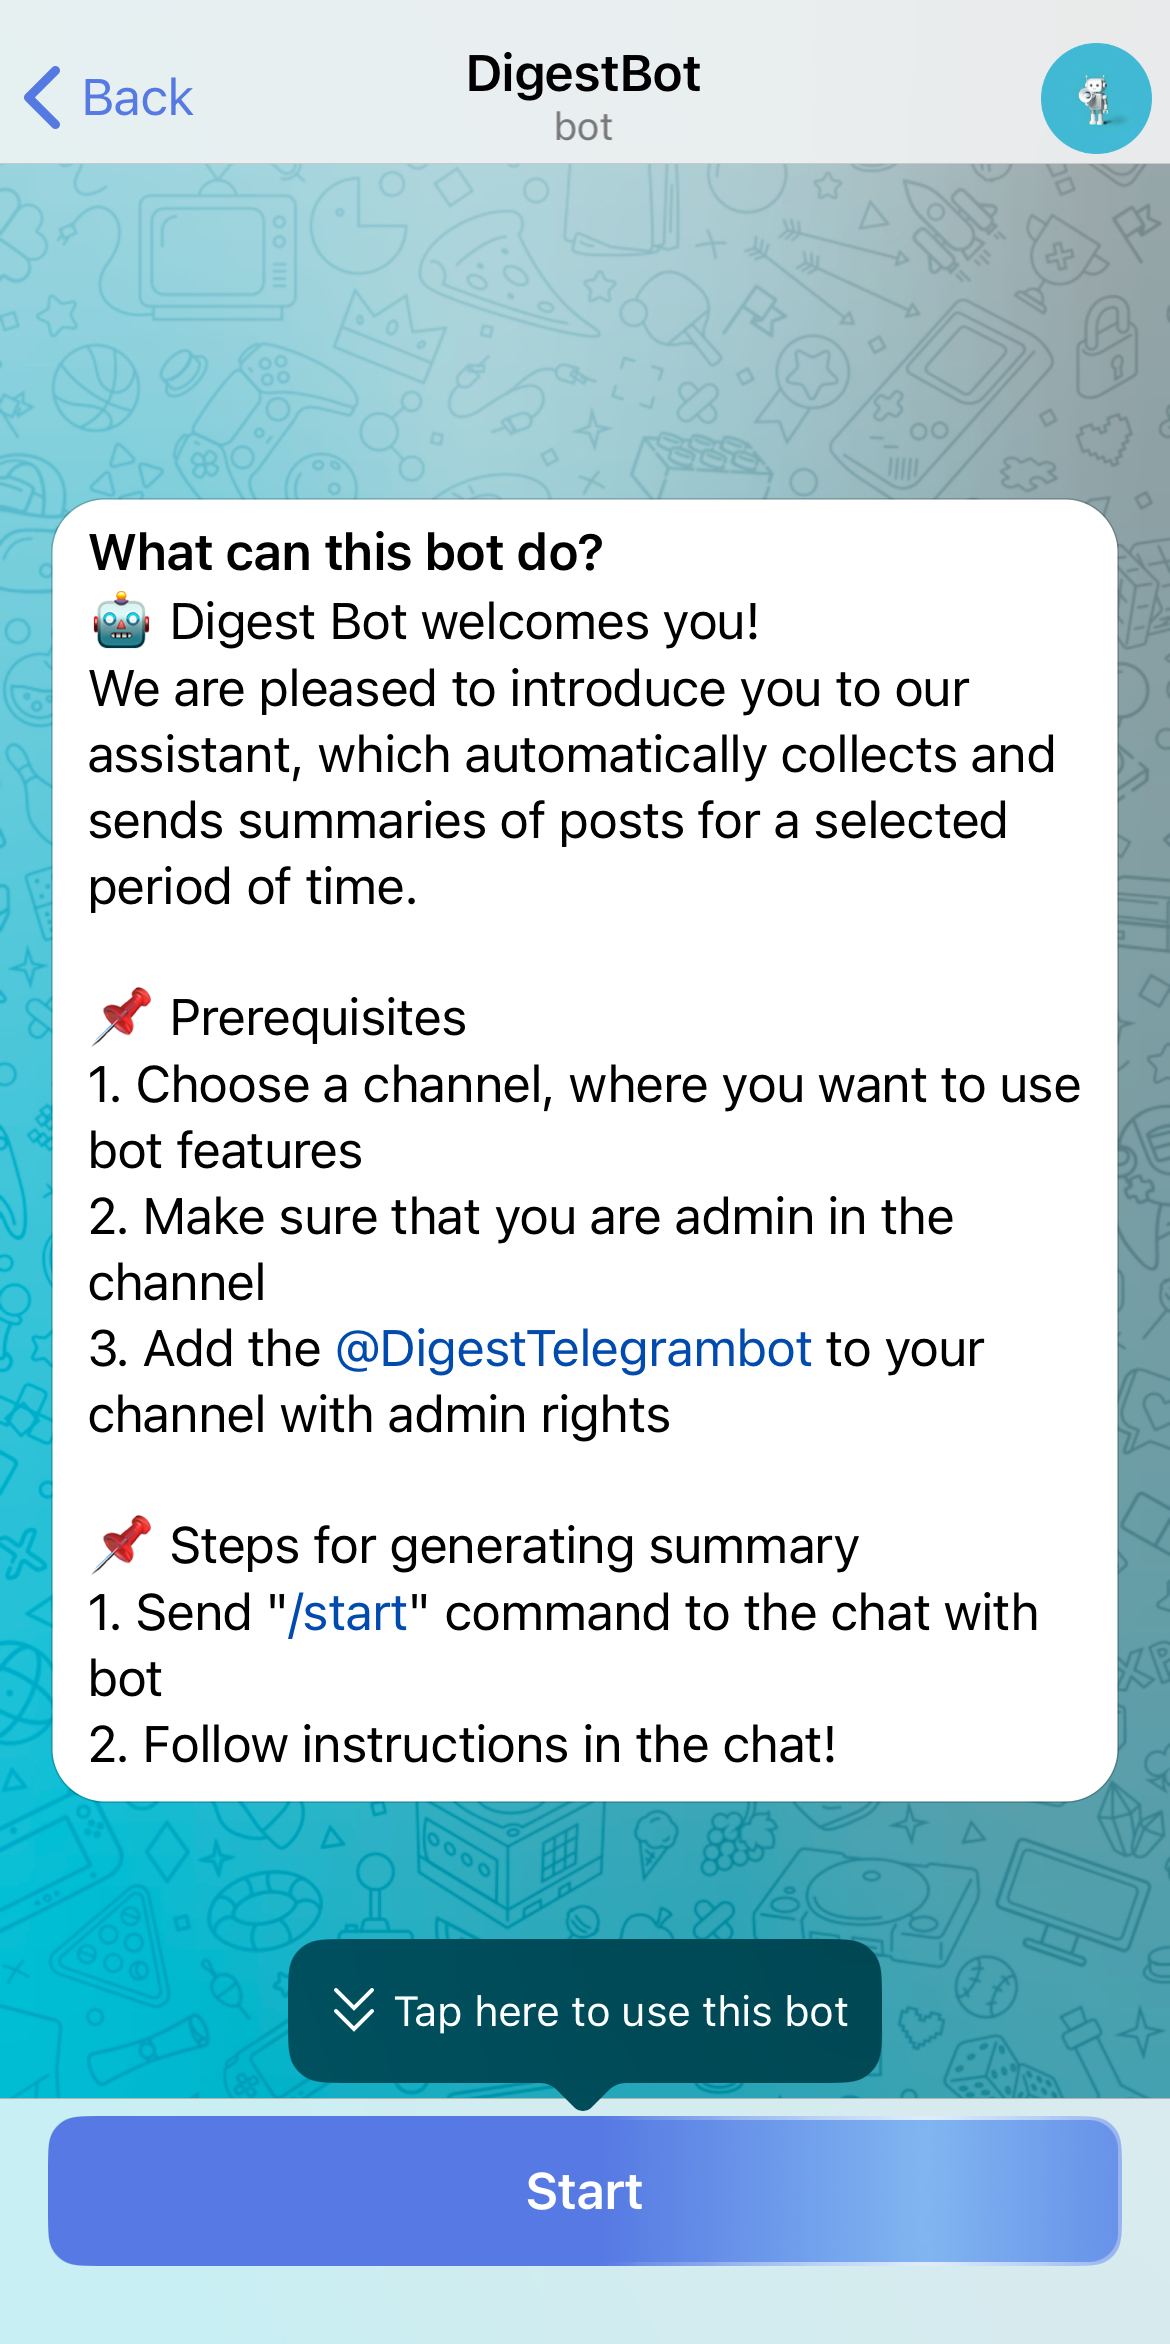 Back
DigestBot
bot
What can this bot do?
🤖 Digest Bot welcomes you!
We are pleased to introduce you to our
assistant, which automatically collects and
sends summaries of posts for a selected
period of time.
📌 Prerequisites
1. Choose a channel, where you want to use
bot features
2. Make sure that you are admin in the
channel
3. Add the @DigestTelegrambot to your
channel with admin rights
📌 Steps for generating summary
1. Send "/start" command to the chat with
bot
2. Follow instructions in the chat!
Tap here to use this bot
Start